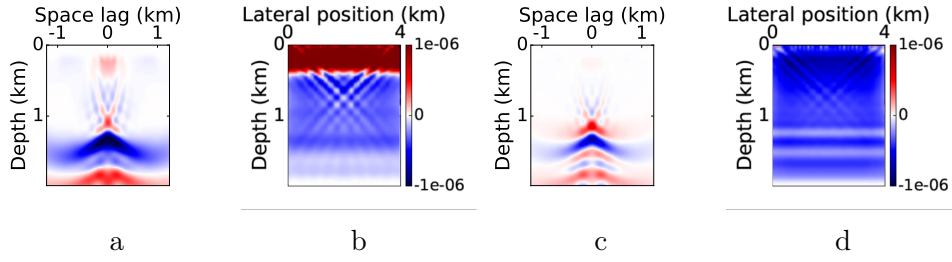 Space lag (km)
-1 0 1
0
1
Depth (km)
Lateral position (km)
0 4
0
1
Depth (km)
1e-06
0
-1e-06
Space lag (km)
-1 0 1
0
1
Depth (km)
Lateral position (km)
0 4
0
1
Depth (km)
1e-06
0
-1e-06
a b c d